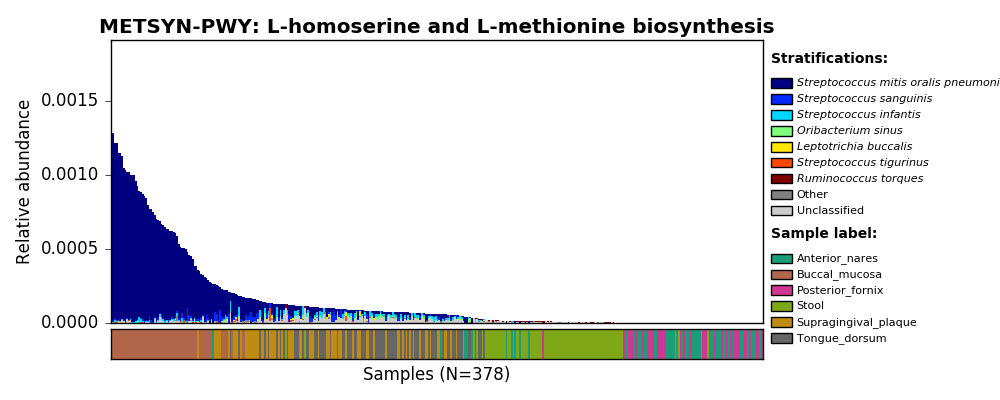 METSYN-PWY: L-homoserine and L-methionine biosynthesis
Relative abundance
0.0015
0.0010
0.0005
0.0000
Samples (N=378)
Stratifications:
Streptococcus mitis oralis pneumoni
Streptococcus sanguinis
Streptococcus infantis
Oribacterium sinus
Leptotrichia buccalis
Streptococcus tigurinus
Ruminococcus torques
Other
Unclassified
Sample label:
Anterior_nares
Buccal_mucosa
Posterior_fornix
Stool
Supragingival_plaque
Tongue_dorsum